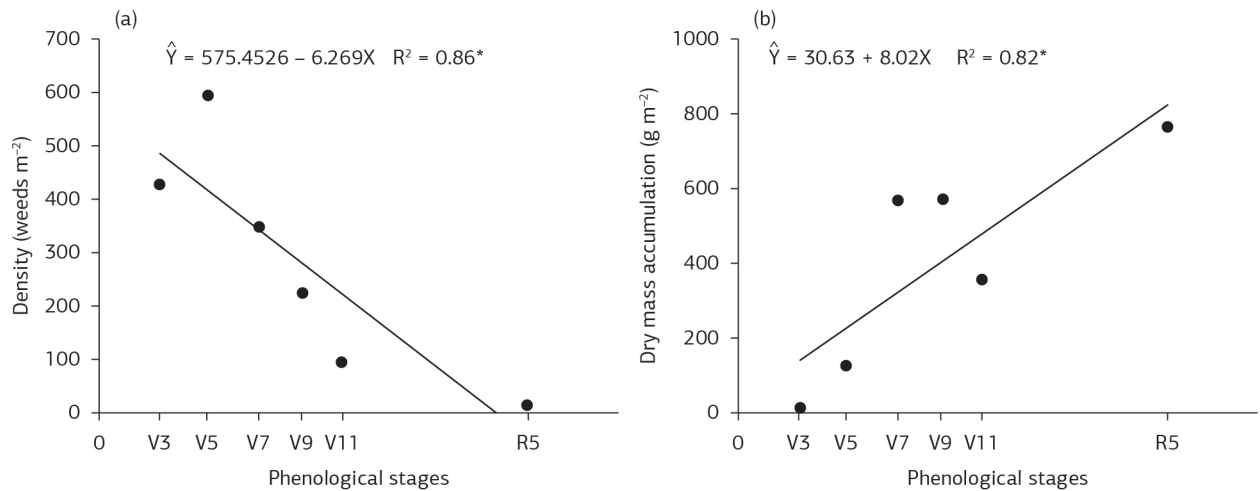 (a)
Ŷ = 575.4526 – 6.269X R² = 0.86*
Density (weeds m⁻²)
700
600
500
400
300
200
100
0
0 V3 V5 V7 V9 V11 R5
Phenological stages
(b)
Ŷ = 30.63 + 8.02X R² = 0.82*
Dry mass accumulation (g m⁻²)
1000
800
600
400
200
0
0 V3 V5 V7 V9 V11 R5
Phenological stages